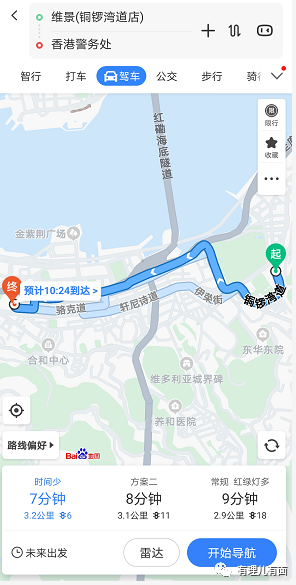 维景(铜锣湾道店)
香港警务处
智行 打车 驾车 公交 步行 骑行
红磡海底隧道
限行
收藏
金紫荆广场
起
终
预计10:24到达 >
骆克道
轩尼诗道
伊荣街
铜锣湾道
东华东院
合和中心
维多利亚城界碑
养和医院
路线偏好
Bai 地图
时间少 方案二 常规 红绿灯多
7分钟 8分钟 9分钟
3.2公里 6 3.1公里 11 2.9公里 18
未来出发 雷达 开始导航
有理儿有面